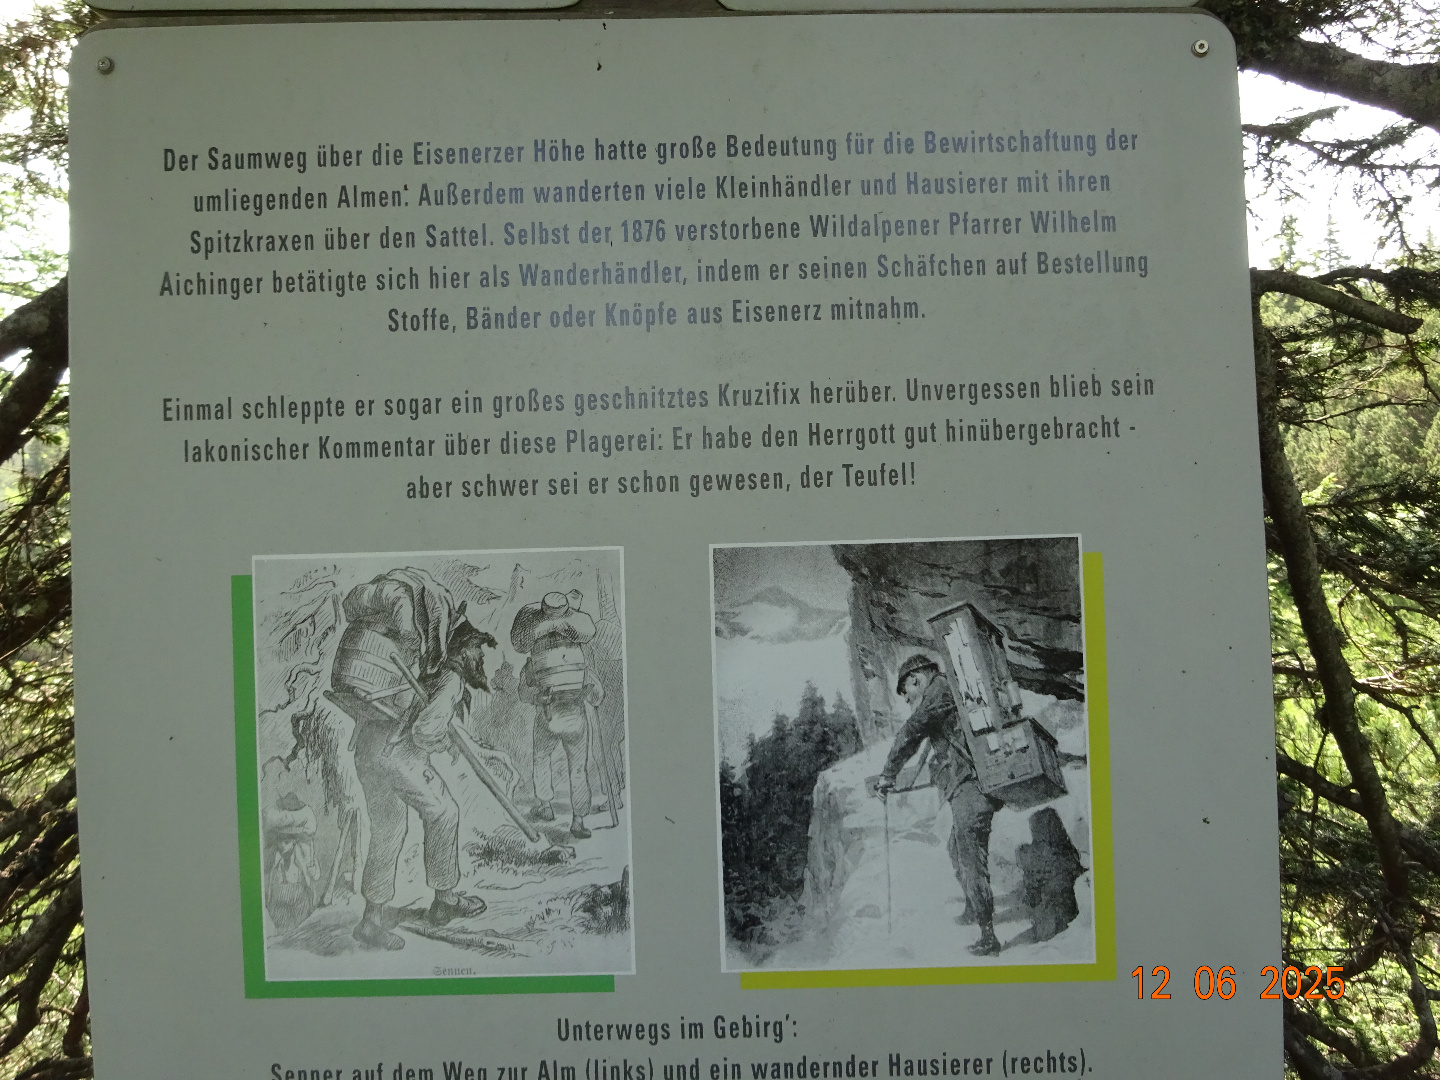 Der Saumweg über die Eisenerzer Höhe hatte große Bedeutung für die Bewirtschaftung der
umliegenden Almen. Außerdem wanderten viele Kleinhändler und Hausierer mit ihren
Spitzkraxen über den Sattel. Selbst der 1876 verstorbene Wildalpener Pfarrer Wilhelm
Aichinger betätigte sich hier als Wanderhändler, indem er seinen Schäfchen auf Bestellung
Stoffe, Bänder oder Knöpfe aus Eisenerz mitnahm.
Einmal schleppte er sogar ein großes geschnitztes Kruzifix herüber. Unvergessen blieb sein
lakonischer Kommentar über diese Plagerei: Er habe den Herrgott gut hinübergebracht -
aber schwer sei er schon gewesen, der Teufel!
Sennen.
12 06 2025
Unterwegs im Gebirg':
Senner auf dem Weg zur Alm (links) und ein wandernder Hausierer (rechts).